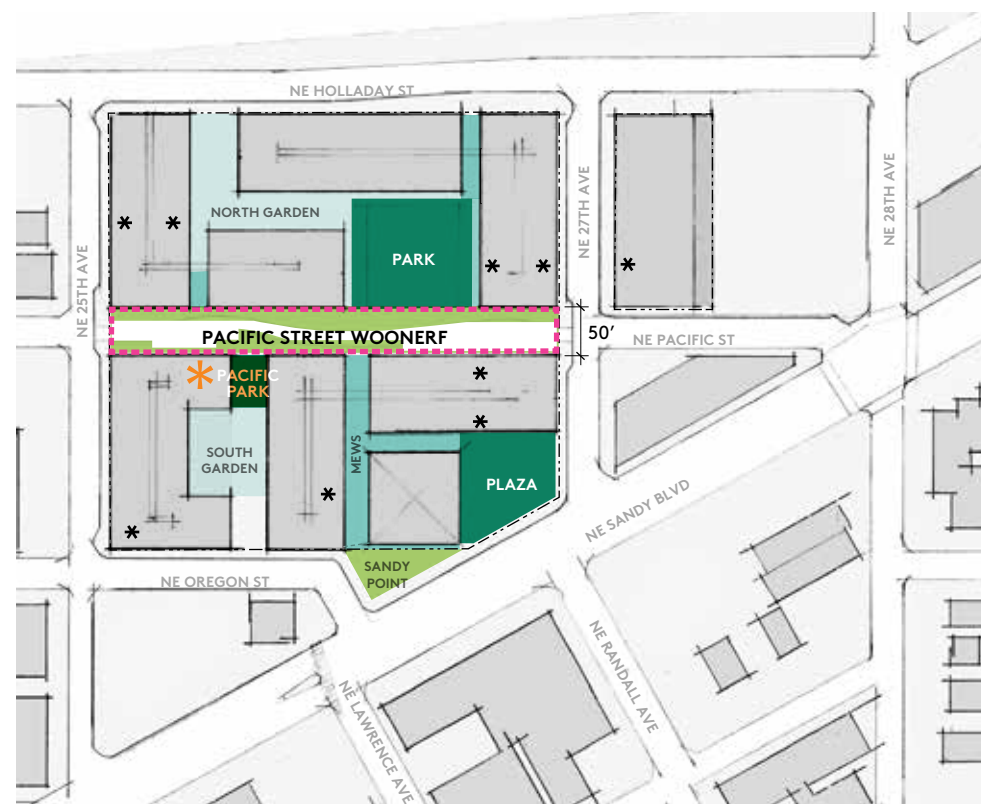 NE HOLLADAY ST
NE 25TH AVE
NE 27TH AVE
NE 28TH AVE
NORTH GARDEN
PARK
PACIFIC STREET WOONERF
50’
NE PACIFIC ST
PACIFIC
PARK
SOUTH
GARDEN
MEWS
PLAZA
NE SANDY BLVD
SANDY
POINT
NE OREGON ST
NE LAWRENCE AVE
NE RANDALL AVE